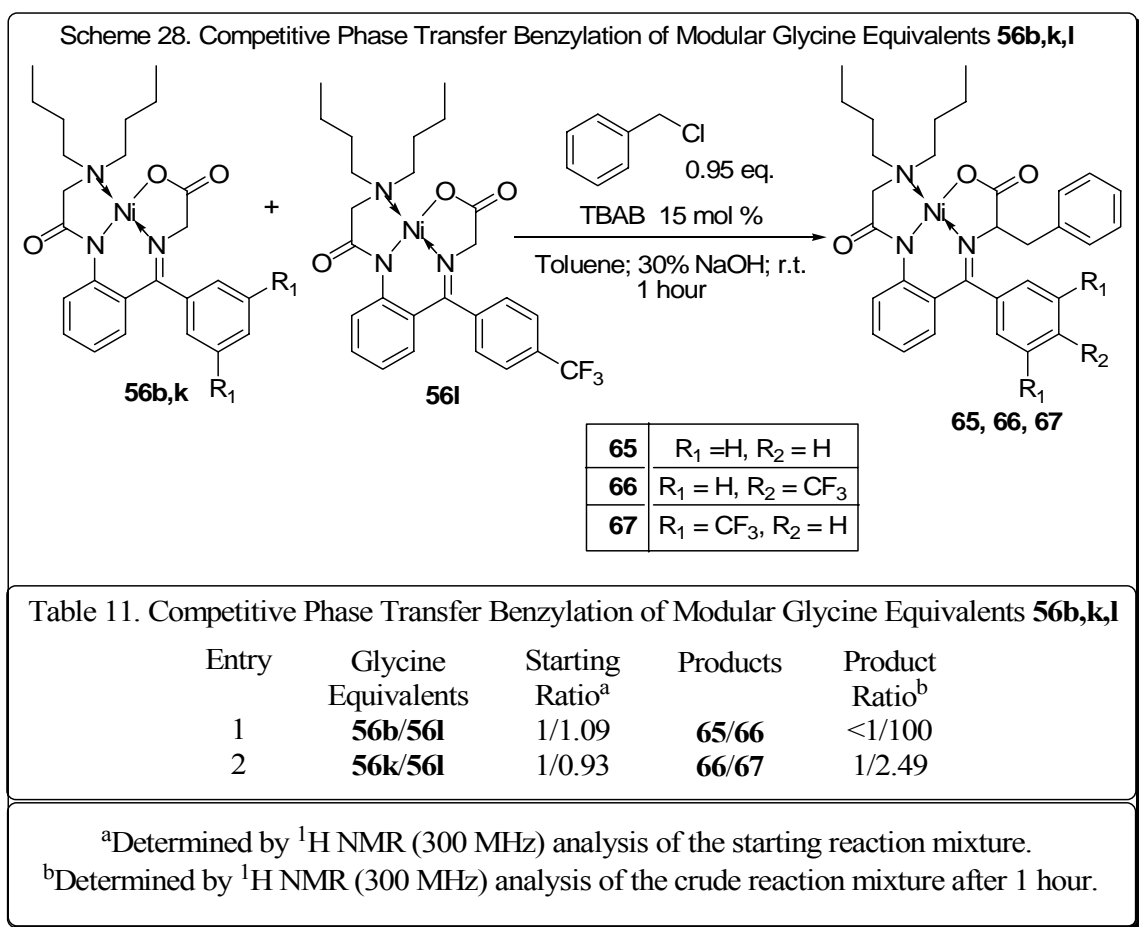 Scheme 28. Competitive Phase Transfer Benzylation of Modular Glycine Equivalents 56b,k,l
N
O
O
Ni
O
N
N
R1
R1
56b,k
+
N
O
O
Ni
O
N
N
CF3
56l
Cl
0.95 eq.
TBAB 15 mol %
Toluene; 30% NaOH; r.t.
1 hour
N
O
O
Ni
O
N
N
R1
R2
R1
65, 66, 67
65 R1 =H, R2 = H
66 R1 = H, R2 = CF3
67 R1 = CF3, R2 = H
Table 11. Competitive Phase Transfer Benzylation of Modular Glycine Equivalents 56b,k,l
Entry Glycine Starting Products Product
Equivalents Ratioa Ratiob
1 56b/56l 1/1.09 65/66 <1/100
2 56k/56l 1/0.93 66/67 1/2.49
aDetermined by 1H NMR (300 MHz) analysis of the starting reaction mixture.
bDetermined by 1H NMR (300 MHz) analysis of the crude reaction mixture after 1 hour.